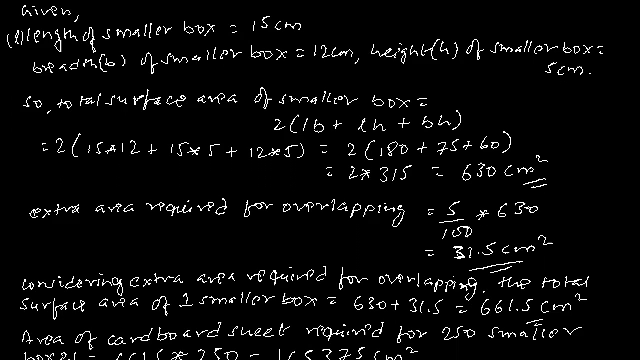 Given,
(l) length of smaller box = 15cm
breadth(b) of smaller box = 12cm, height(h) of smaller box =
5cm.
so, total surface area of smaller box =
2(lb + lh + bh)
= 2(15*12 + 15*5 + 12*5) = 2(180 + 75 + 60)
= 2*315 = 630 cm²
extra area required for overlapping = 5/100 * 630
= 31.5 cm²
considering extra area required for overlapping, the total
surface area of 1 smaller box = 630 + 31.5 = 661.5 cm²
Area of cardboard sheet required for 250 smaller
* 250 = 165375 cm²